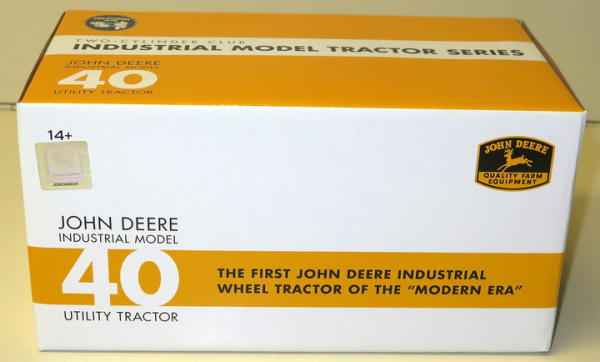 TWO-CYLINDER CLUB
INDUSTRIAL MODEL TRACTOR SERIES
JOHN DEERE
INDUSTRIAL MODEL
40
UTILITY TRACTOR
14+
JOHN DEERE
QUALITY FARM
EQUIPMENT
JOHN DEERE
INDUSTRIAL MODEL
40
UTILITY TRACTOR
THE FIRST JOHN DEERE INDUSTRIAL
WHEEL TRACTOR OF THE “MODERN ERA”